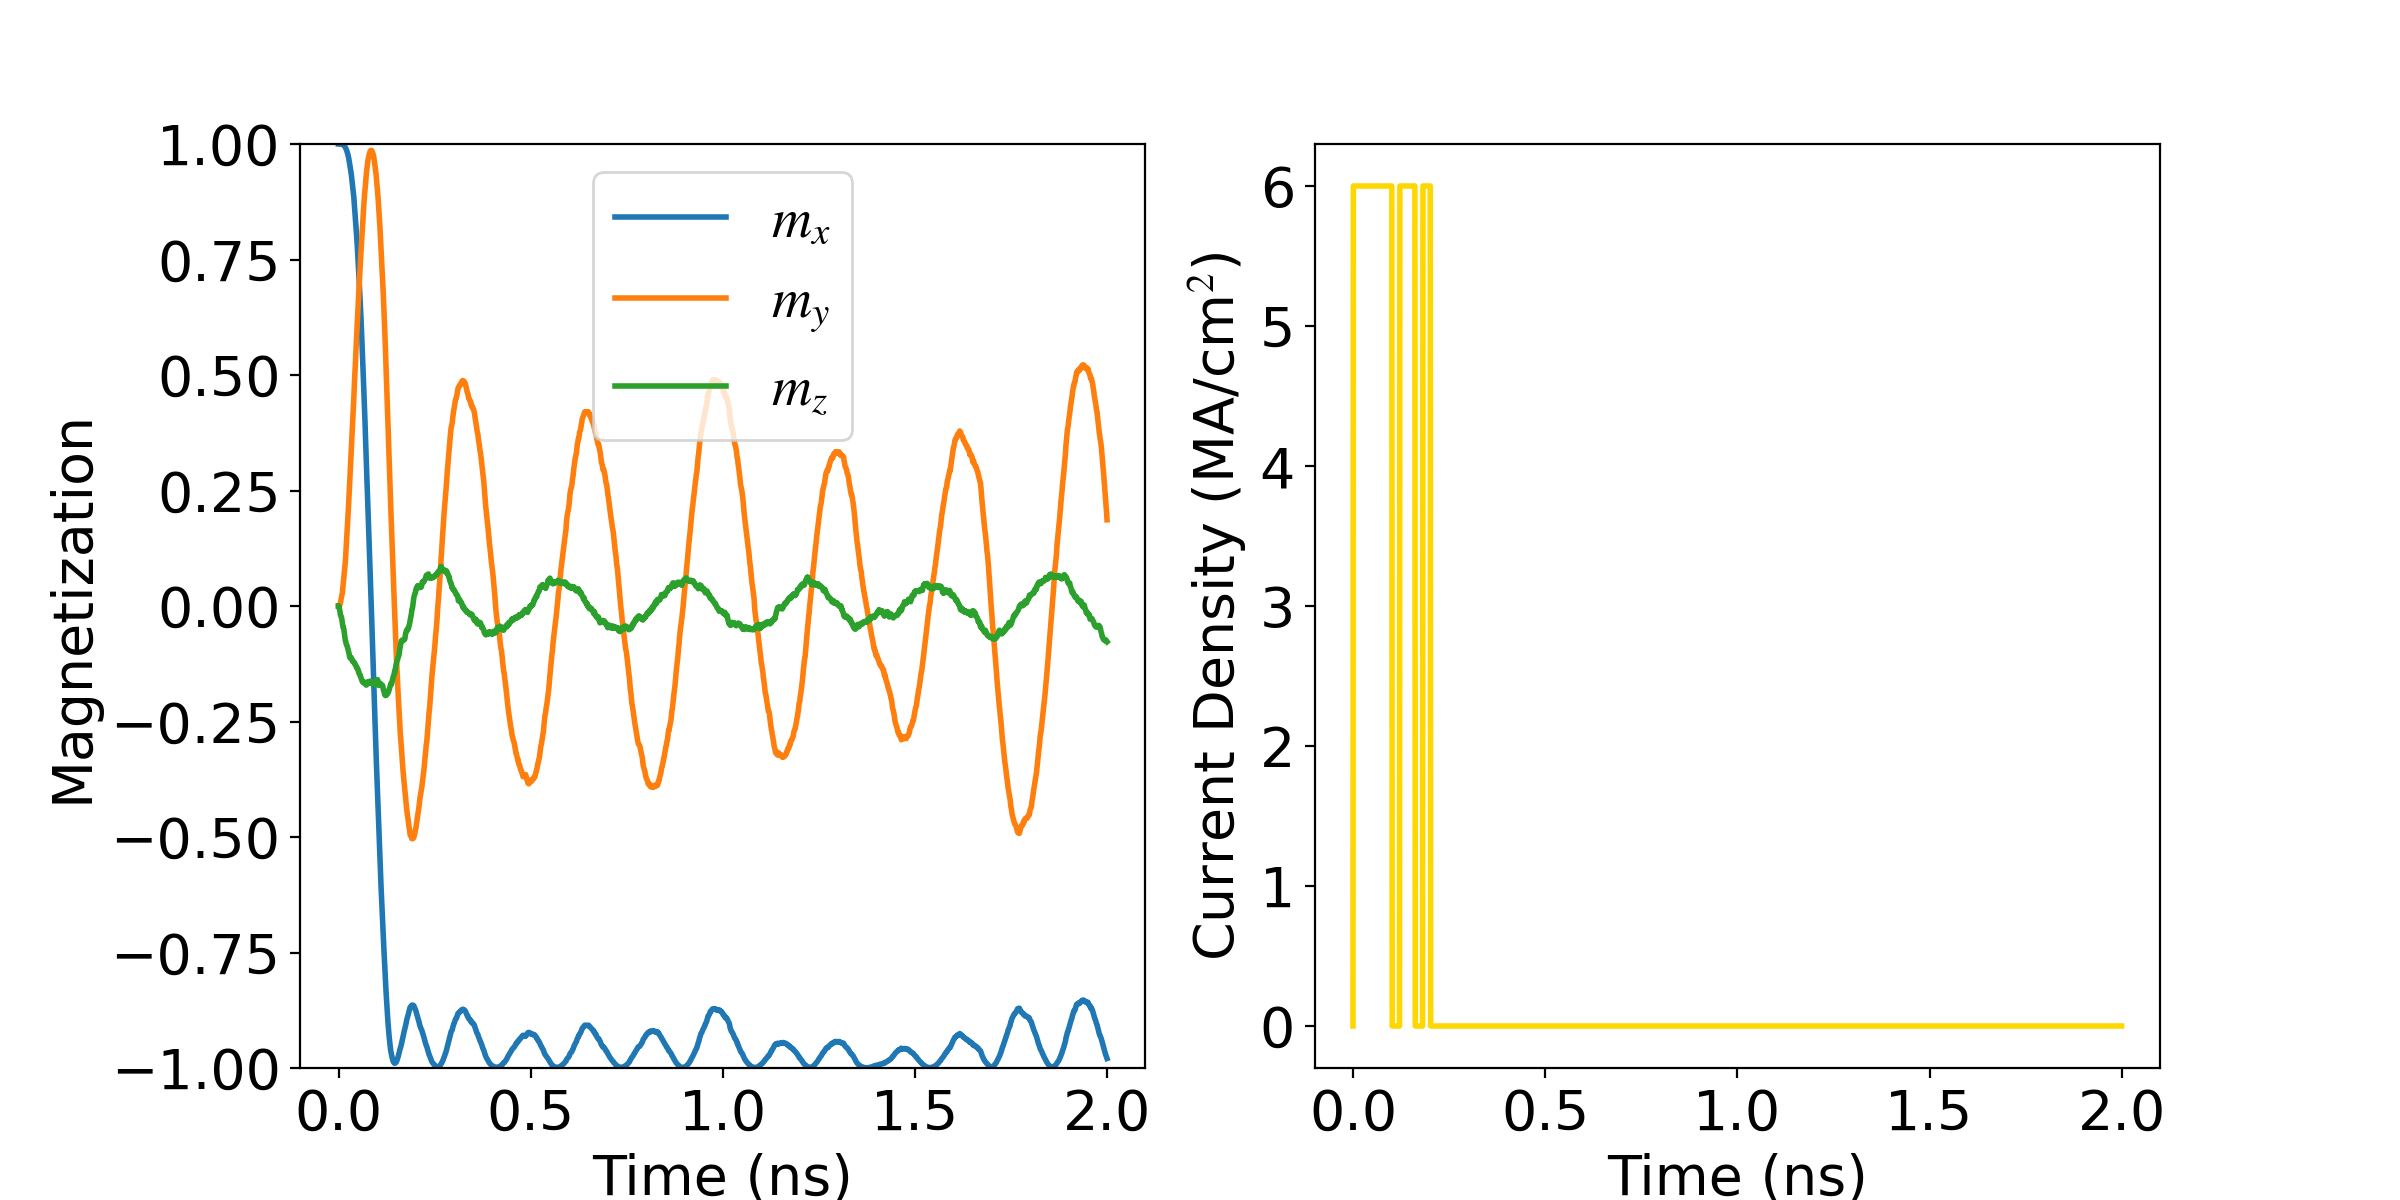 1.00
0.75
0.50
0.25
0.00
−0.25
−0.50
−0.75
−1.00
Magnetization
m_x
m_y
m_z
0.0 0.5 1.0 1.5 2.0
Time (ns)
6
5
4
3
2
1
0
Current Density (MA/cm²)
0.0 0.5 1.0 1.5 2.0
Time (ns)